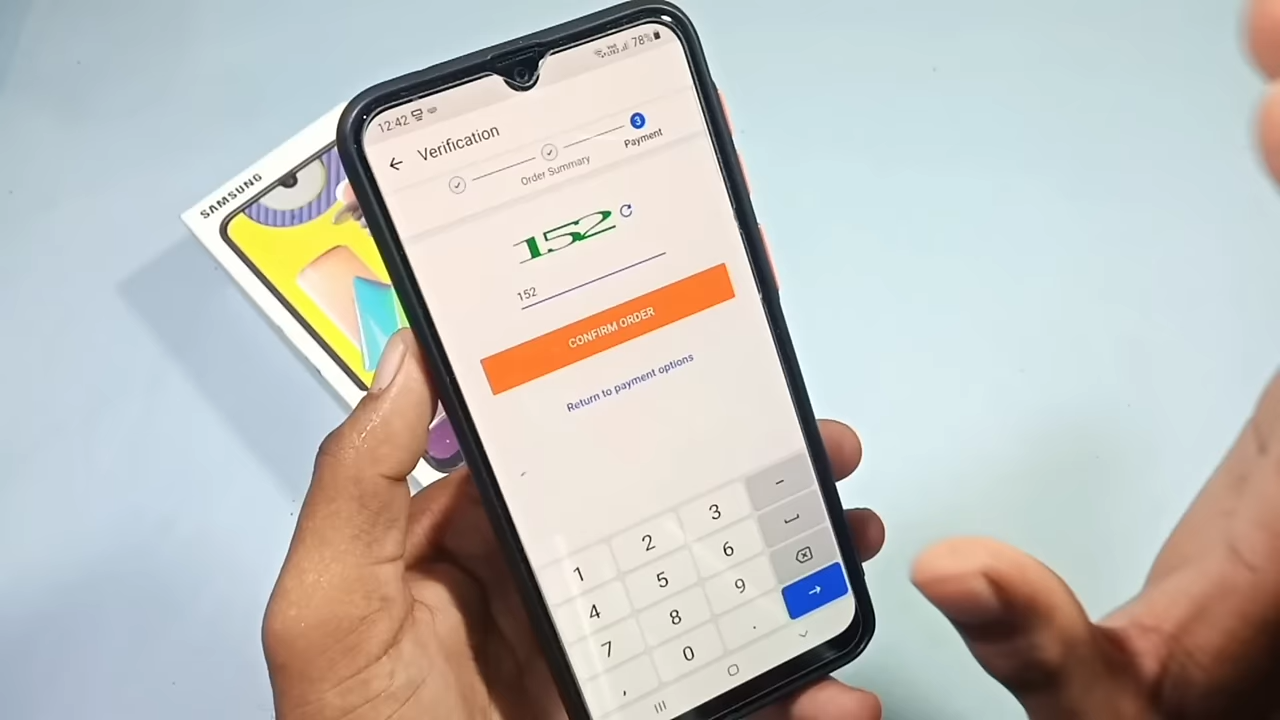 SAMSUNG
12:42
78%
Verification
3
Order Summary
Payment
152
152
CONFIRM ORDER
Return to payment options
1 2 3 -
4 5 6
7 8 9
, 0 .